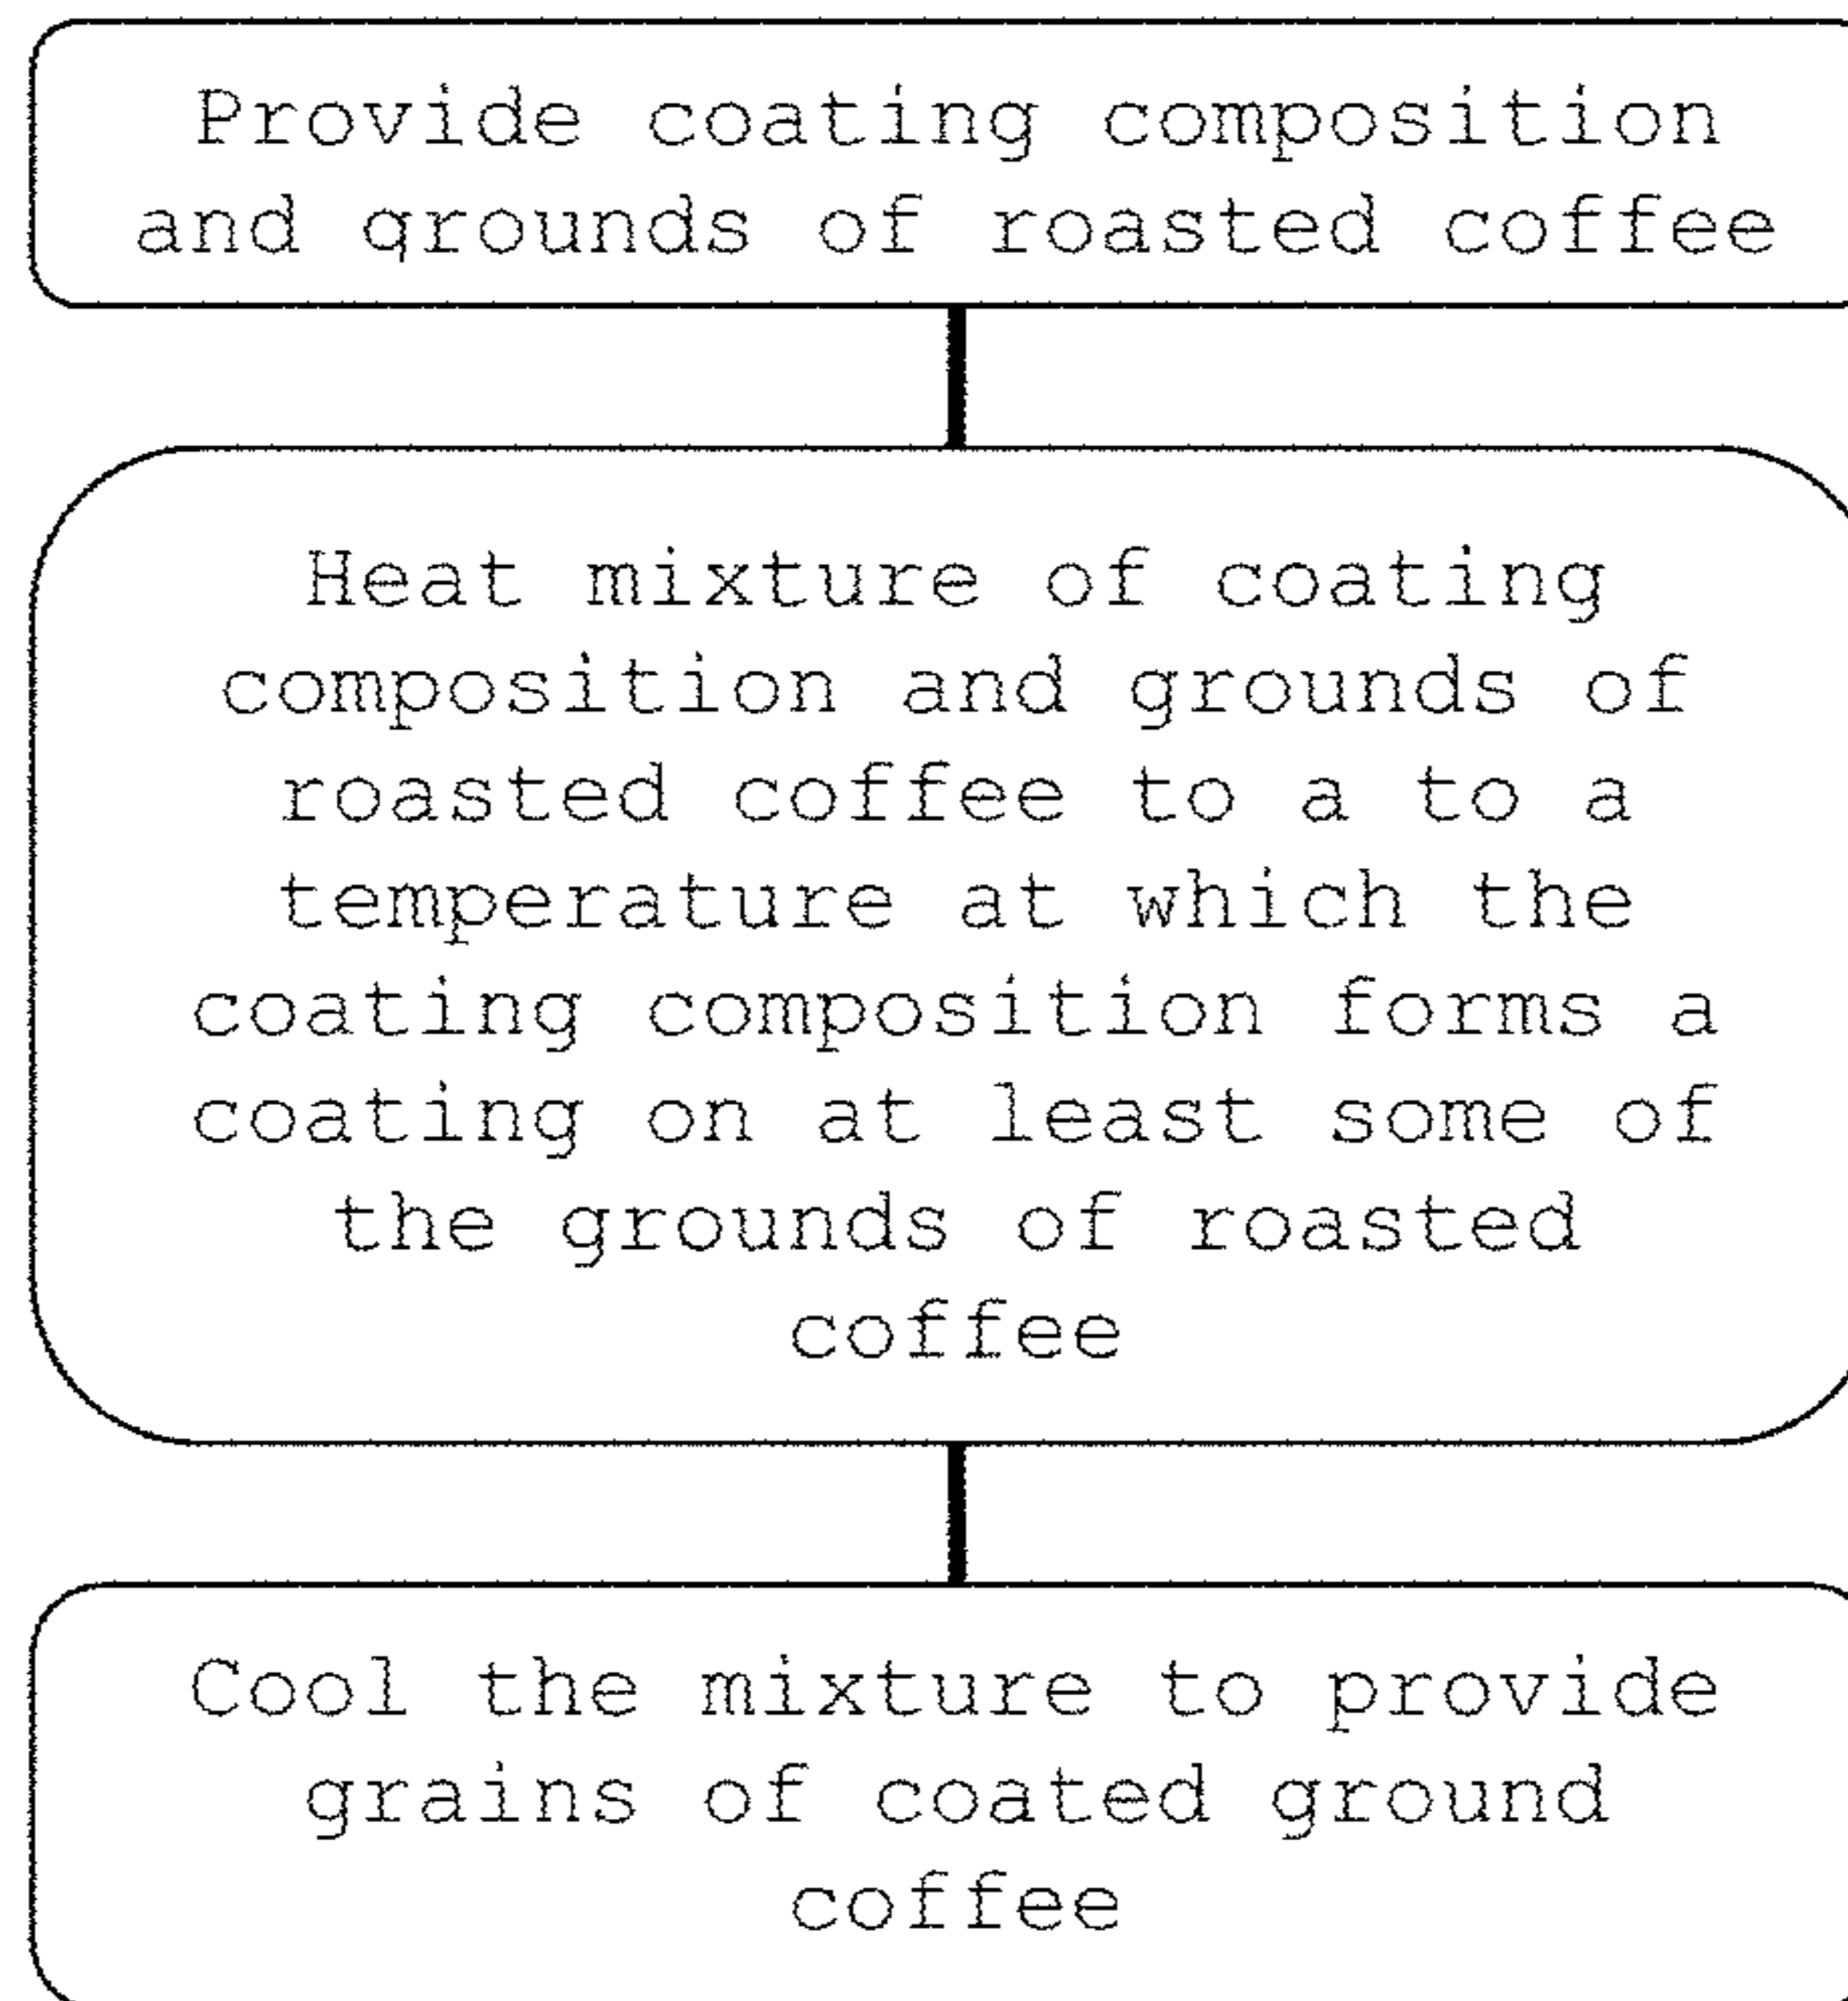 Provide coating composition
and grounds of roasted coffee
Heat mixture of coating
composition and grounds of
roasted coffee to a to a
temperature at which the
coating composition forms a
coating on at least some of
the grounds of roasted
coffee
Cool the mixture to provide
grains of coated ground
coffee